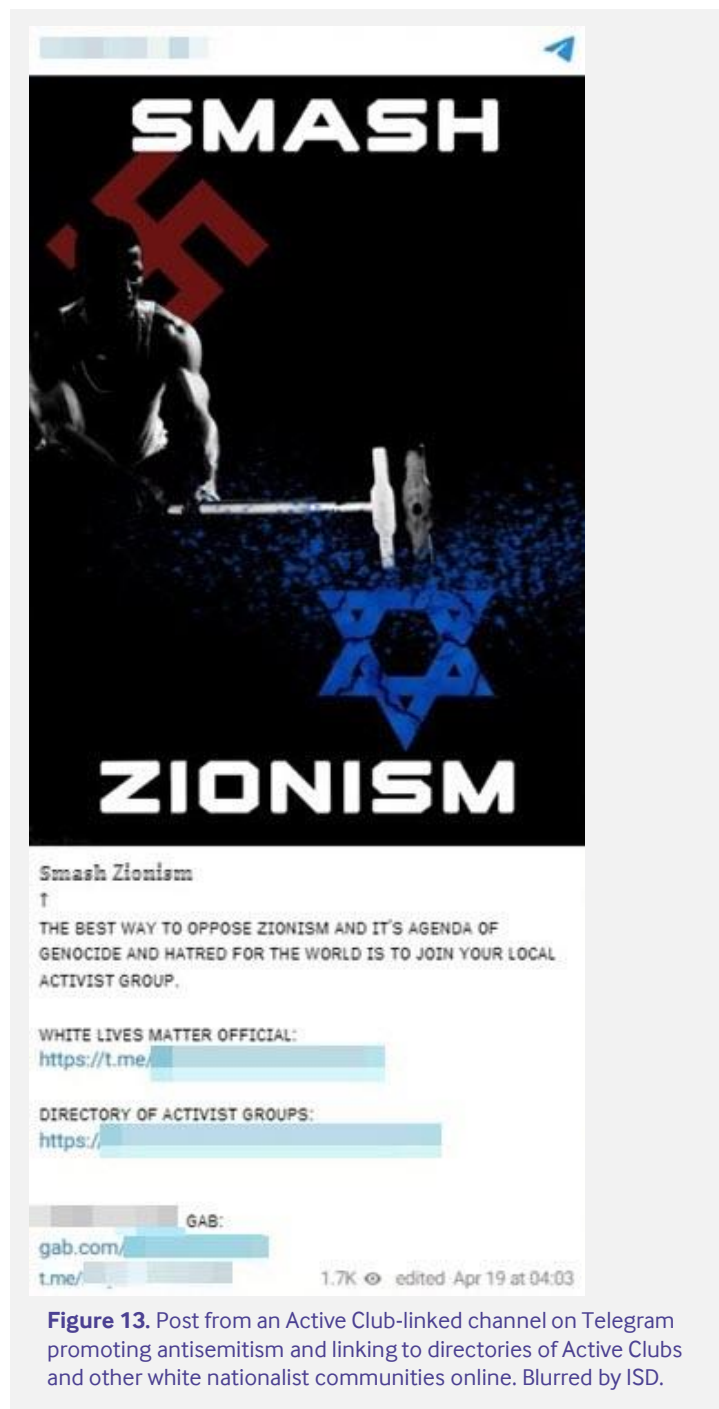 SMASH
ZIONISM
Smash Zionism
↑
THE BEST WAY TO OPPOSE ZIONISM AND IT'S AGENDA OF
GENOCIDE AND HATRED FOR THE WORLD IS TO JOIN YOUR LOCAL
ACTIVIST GROUP.
WHITE LIVES MATTER OFFICIAL:
https://t.me/
DIRECTORY OF ACTIVIST GROUPS:
https://
GAB:
gab.com/
t.me/ 1.7K edited Apr 19 at 04:03
Figure 13. Post from an Active Club-linked channel on Telegram
promoting antisemitism and linking to directories of Active Clubs
and other white nationalist communities online. Blurred by ISD.